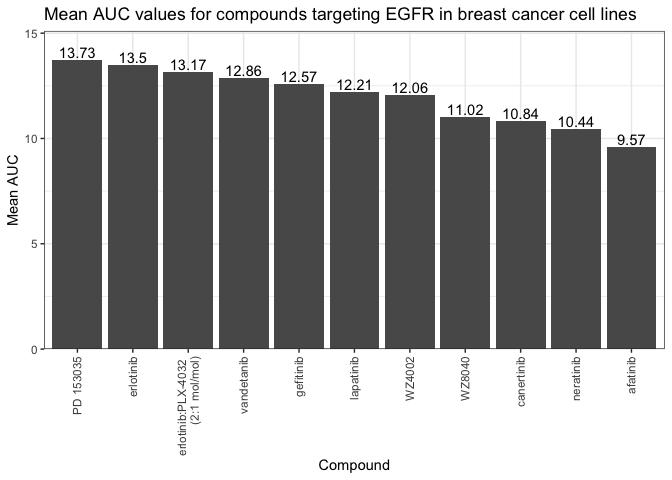 Mean AUC values for compounds targeting EGFR in breast cancer cell lines
15
10
5
0
Mean AUC
13.73
13.5
13.17
12.86
12.57
12.21
12.06
11.02
10.84
10.44
9.57
PD 153035
erlotinib
erlotinib:PLX-4032
(2:1 mol/mol)
vandetanib
gefitinib
lapatinib
WZ4002
WZ8040
canertinib
neratinib
afatinib
Compound